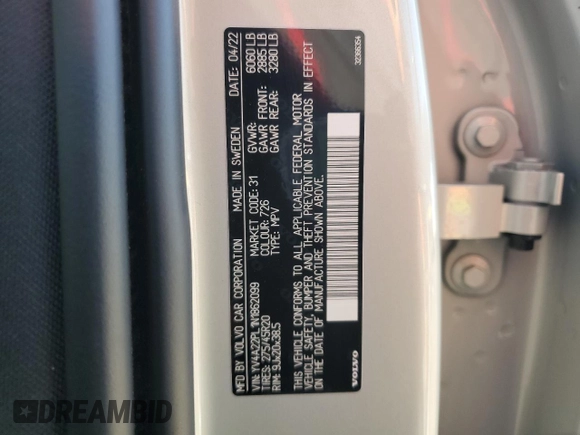 MFD BY VOLVO CAR CORPORATION MADE IN SWEDEN DATE: 04/22
VIN: YV4A22PL1N1862099 GVWR: 6060 LB
TIRES: 275/45R20 MARKET CODE: 31 GAWR FRONT: 2885 LB
RIM: 9Jx20x38.5 COLOUR: 726 GAWR REAR: 3280 LB
TYPE: MPV
THIS VEHICLE CONFORMS TO ALL APPLICABLE FEDERAL MOTOR
VEHICLE SAFETY, BUMPER AND THEFT PREVENTION STANDARDS IN EFFECT
ON THE DATE OF MANUFACTURE SHOWN ABOVE.
VOLVO 32366354
DREAMBID